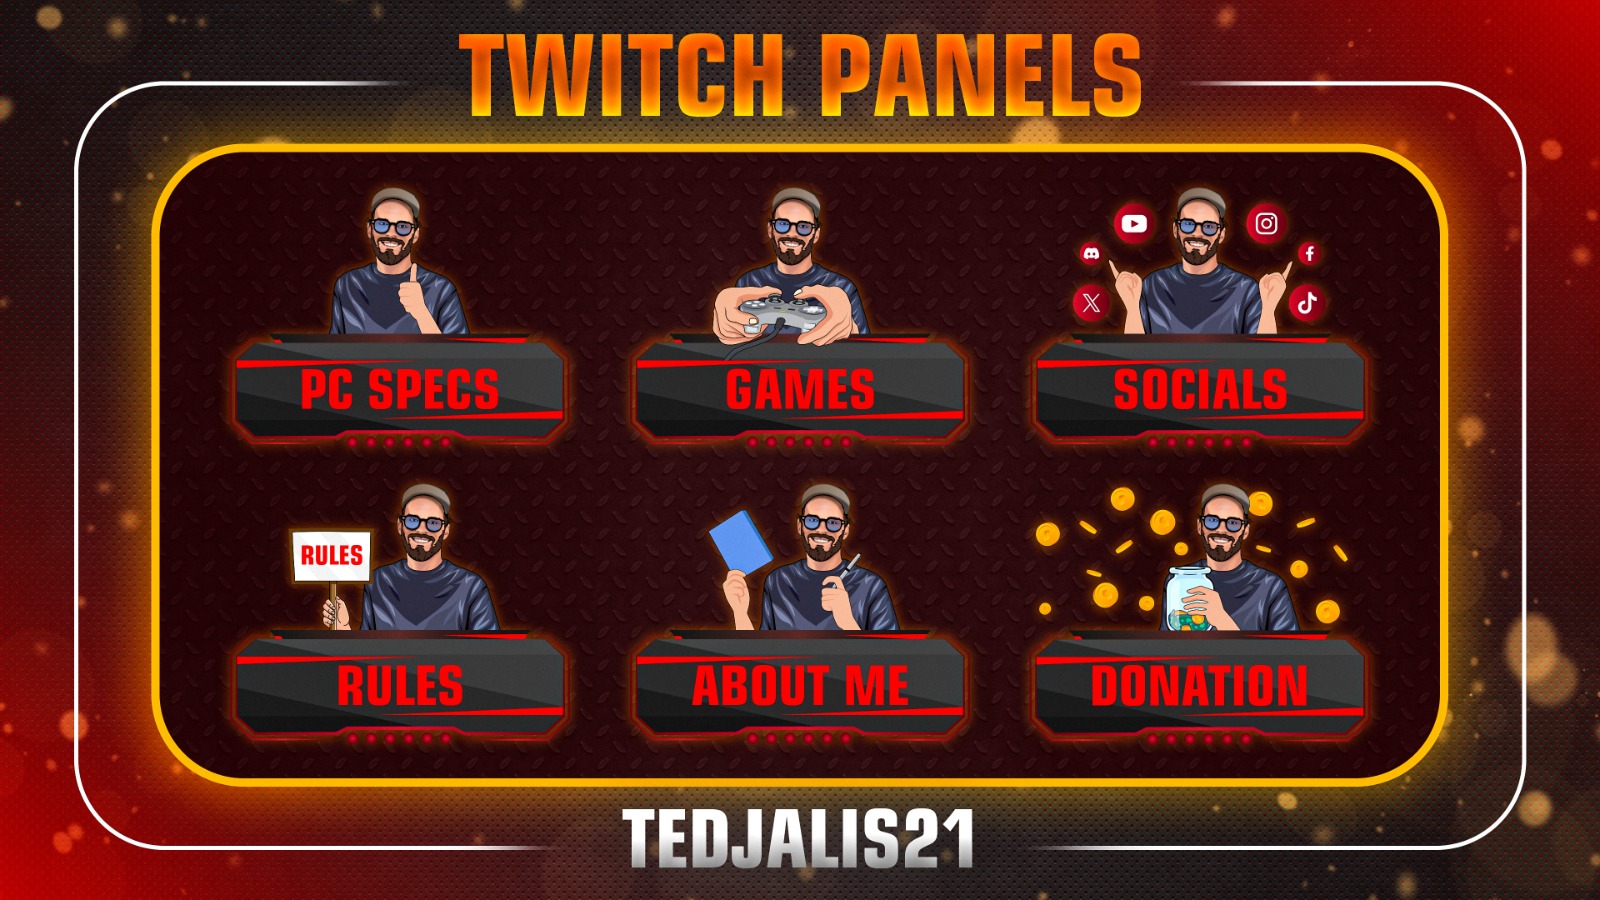 TWITCH PANELS
PC SPECS
GAMES
SOCIALS
RULES
RULES
ABOUT ME
DONATION
TEDJALIS21